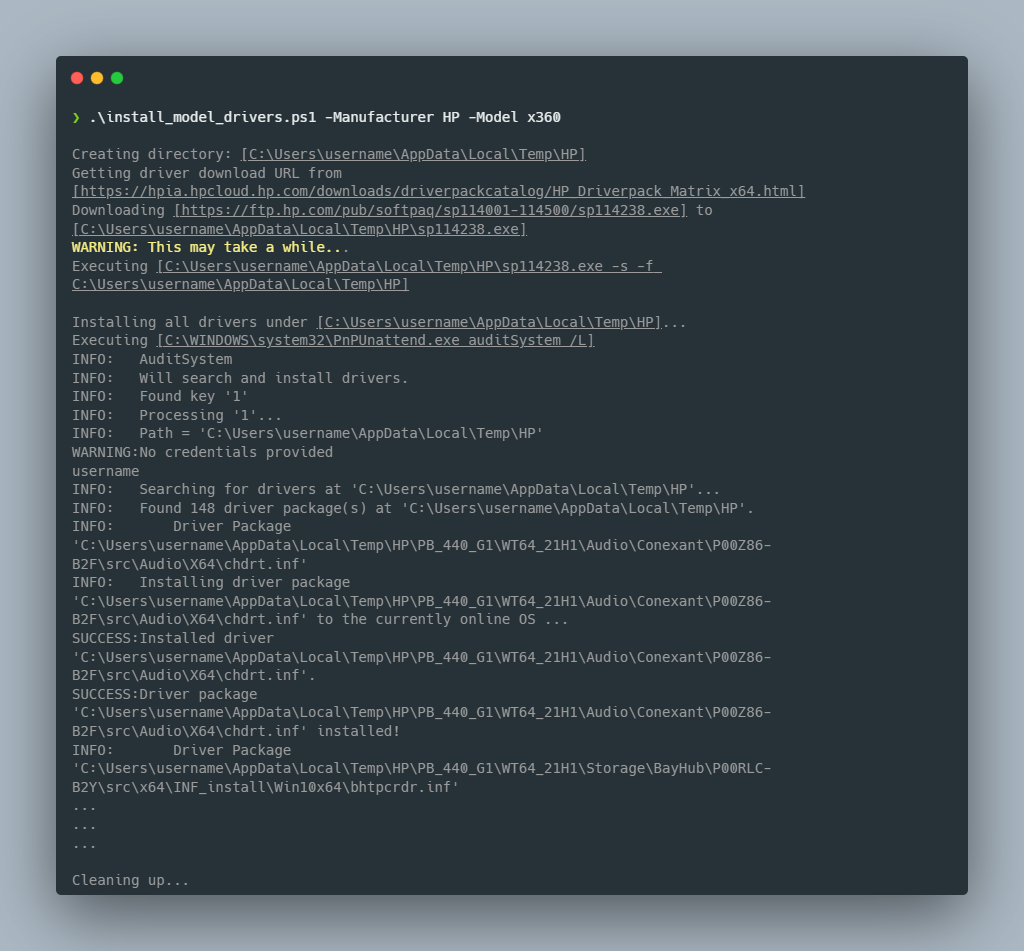 ❯ .\install_model_drivers.ps1 -Manufacturer HP -Model x360
Creating directory: [C:\Users\username\AppData\Local\Temp\HP]
Getting driver download URL from
[https://hpia.hpcloud.hp.com/downloads/driverpackcatalog/HP_Driverpack_Matrix_x64.html]
Downloading [https://ftp.hp.com/pub/softpaq/sp114001-114500/sp114238.exe] to
[C:\Users\username\AppData\Local\Temp\HP\sp114238.exe]
WARNING: This may take a while...
Executing [C:\Users\username\AppData\Local\Temp\HP\sp114238.exe -s -f
C:\Users\username\AppData\Local\Temp\HP]
Installing all drivers under [C:\Users\username\AppData\Local\Temp\HP]...
Executing [C:\WINDOWS\system32\PnPUnattend.exe auditSystem /L]
INFO:   AuditSystem
INFO:   Will search and install drivers.
INFO:   Found key '1'
INFO:   Processing '1'...
INFO:   Path = 'C:\Users\username\AppData\Local\Temp\HP'
WARNING:No credentials provided
username
INFO:   Searching for drivers at 'C:\Users\username\AppData\Local\Temp\HP'...
INFO:   Found 148 driver package(s) at 'C:\Users\username\AppData\Local\Temp\HP'.
INFO:       Driver Package
'C:\Users\username\AppData\Local\Temp\HP\PB_440_G1\WT64_21H1\Audio\Conexant\P00Z86-
B2F\src\Audio\X64\chdrt.inf'
INFO:   Installing driver package
'C:\Users\username\AppData\Local\Temp\HP\PB_440_G1\WT64_21H1\Audio\Conexant\P00Z86-
B2F\src\Audio\X64\chdrt.inf' to the currently online OS ...
SUCCESS:Installed driver
'C:\Users\username\AppData\Local\Temp\HP\PB_440_G1\WT64_21H1\Audio\Conexant\P00Z86-
B2F\src\Audio\X64\chdrt.inf'.
SUCCESS:Driver package
'C:\Users\username\AppData\Local\Temp\HP\PB_440_G1\WT64_21H1\Audio\Conexant\P00Z86-
B2F\src\Audio\X64\chdrt.inf' installed!
INFO:       Driver Package
'C:\Users\username\AppData\Local\Temp\HP\PB_440_G1\WT64_21H1\Storage\BayHub\P00RLC-
B2Y\src\x64\INF_install\Win10x64\bhtpcrdr.inf'
...
...
...
Cleaning up...